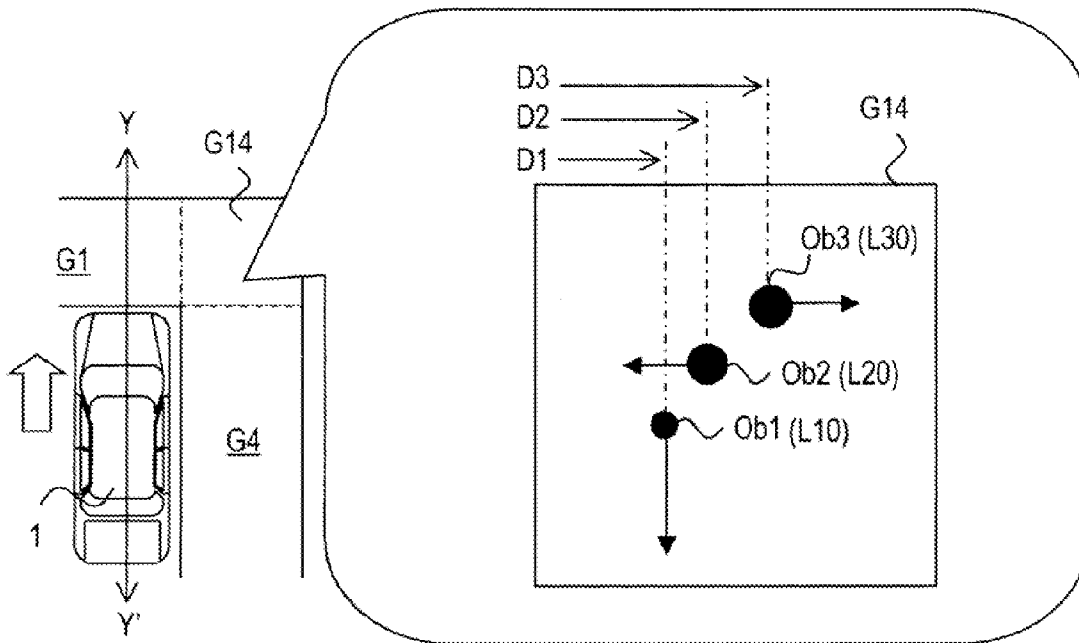 Y
G14
G1
G4
1
Y'
D3
D2
D1
G14
Ob3 (L30)
Ob2 (L20)
Ob1 (L10)